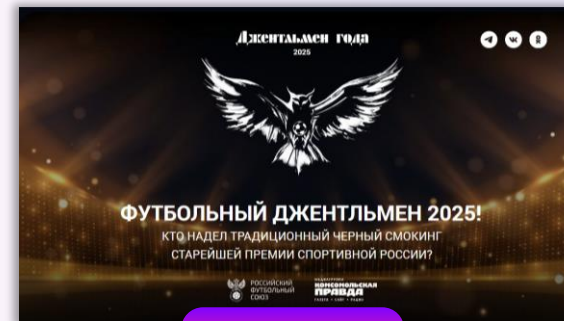 Джентльмен года
2025
ФУТБОЛЬНЫЙ ДЖЕНТЛЬМЕН 2025!
КТО НАДЕЛ ТРАДИЦИОННЫЙ ЧЕРНЫЙ СМОКИНГ
СТАРЕЙШЕЙ ПРЕМИИ СПОРТИВНОЙ РОССИИ?
РОССИЙСКИЙ
ФУТБОЛЬНЫЙ
СОЮЗ
КОМСОМОЛЬСКАЯ
ПРАВДА